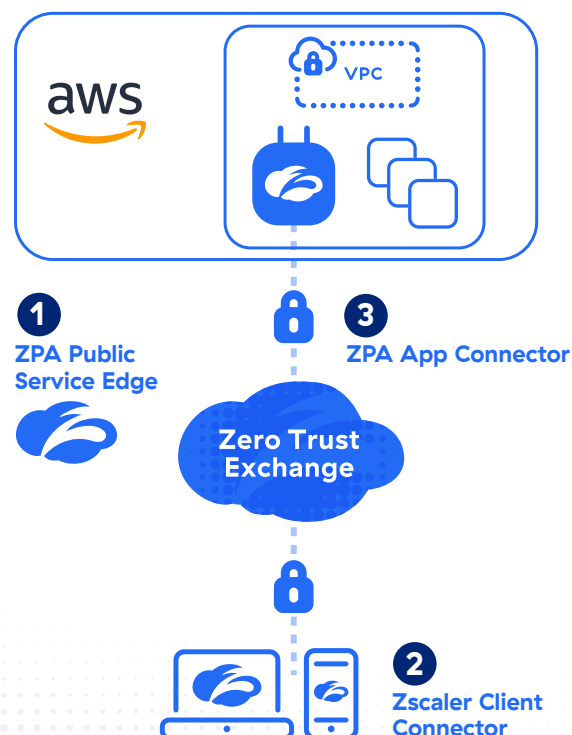 aws
VPC
1
ZPA Public
Service Edge
3
ZPA App Connector
Zero Trust
Exchange
2
Zscaler Client
Connector